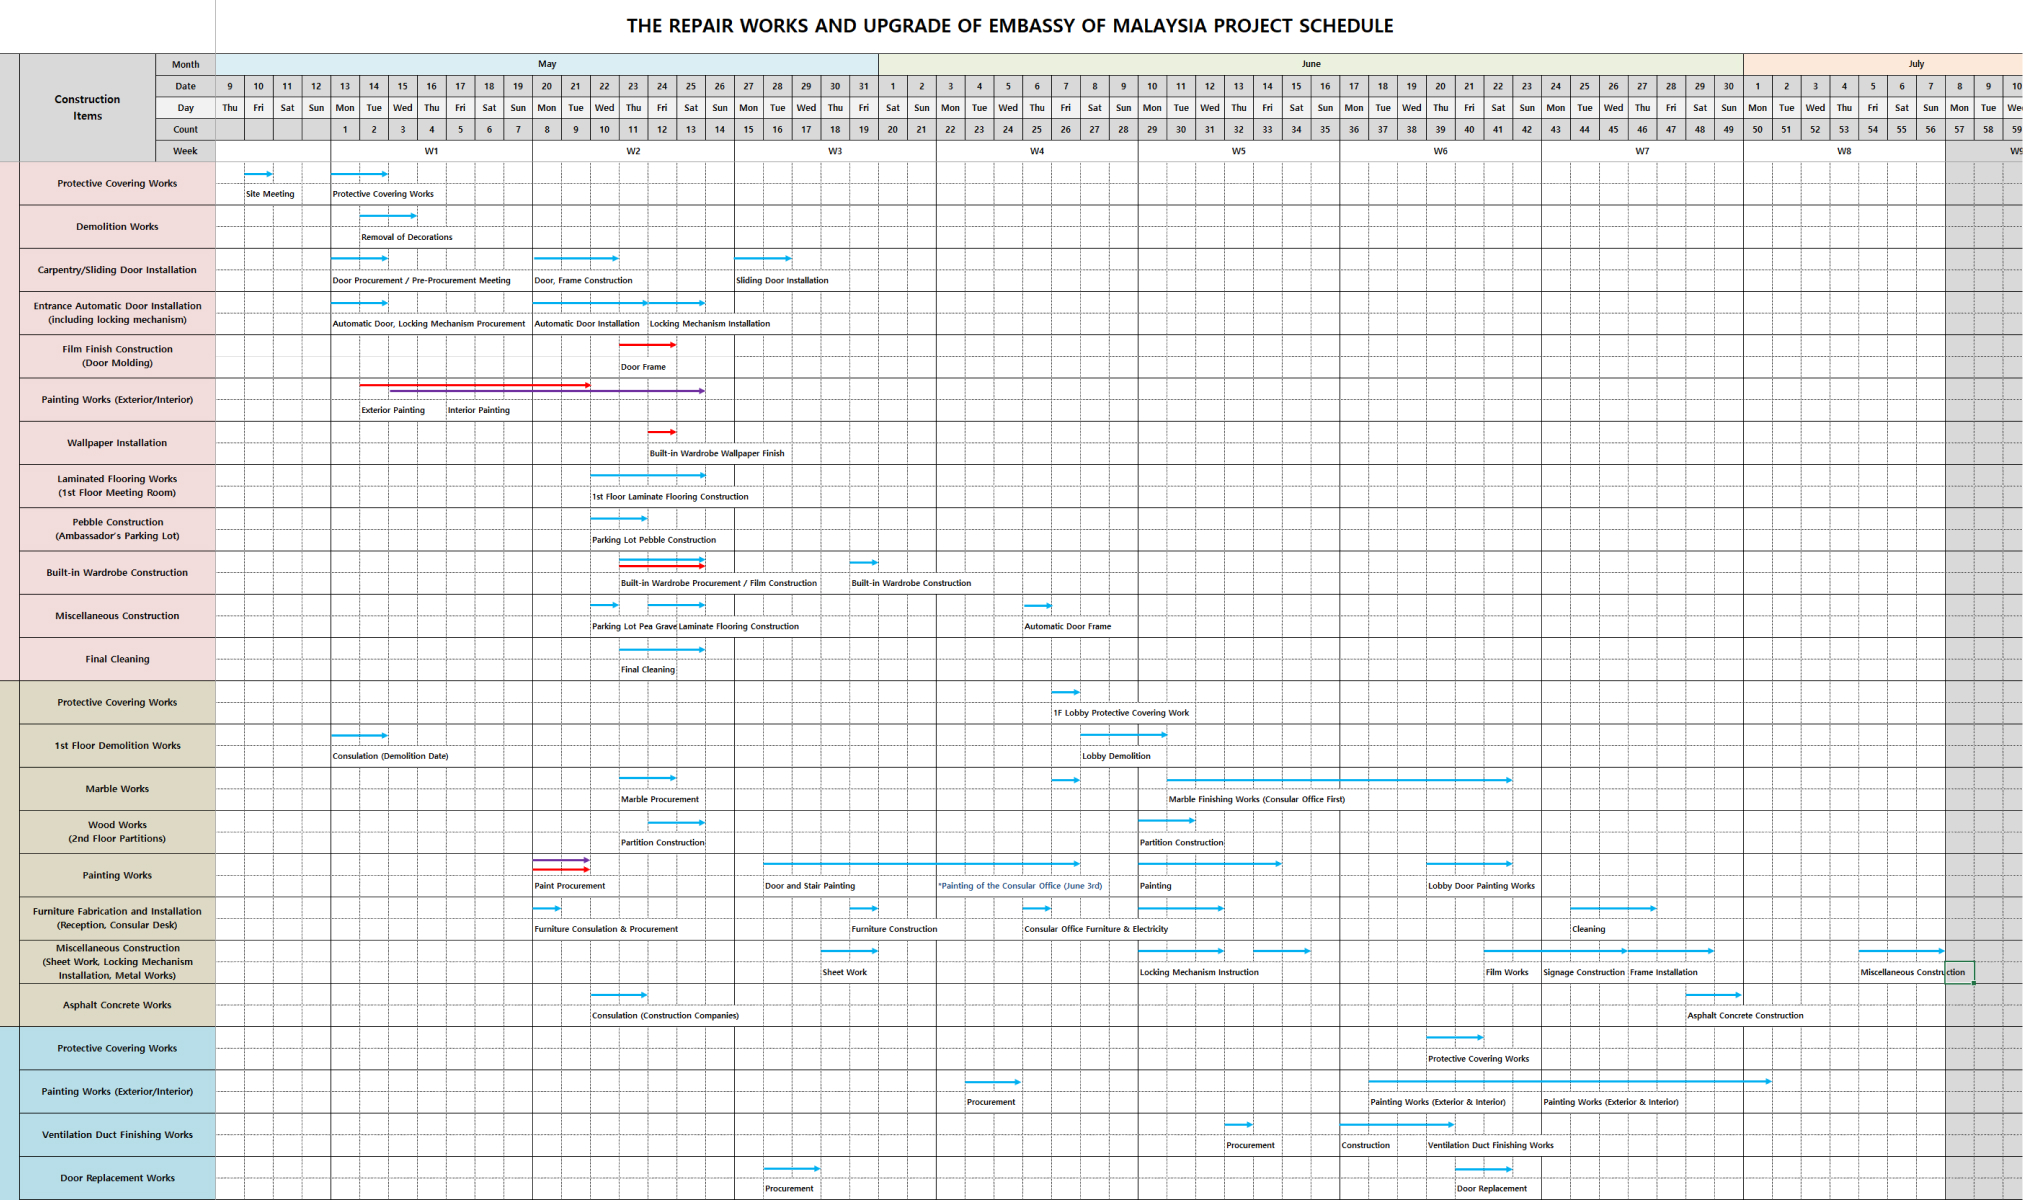 THE REPAIR WORKS AND UPGRADE OF EMBASSY OF MALAYSIA PROJECT SCHEDULE
Construction
Items
Month May June July
Date 9 10 11 12 13 14 15 16 17 18 19 20 21 22 23 24 25 26 27 28 29 30 31 1 2 3 4 5 6 7 8 9 10 11 12 13 14 15 16 17 18 19 20 21 22 23 24 25 26 27 28 29 30 1 2 3 4 5 6 7 8 9 10
Day Thu Fri Sat Sun Mon Tue Wed Thu Fri Sat Sun Mon Tue Wed Thu Fri Sat Sun Mon Tue Wed Thu Fri Sat Sun Mon Tue Wed Thu Fri Sat Sun Mon Tue Wed Thu Fri Sat Sun Mon Tue Wed Thu Fri Sat Sun Mon Tue Wed Thu Fri Sat Sun Mon Tue Wed Thu Fri Sat Sun Mon Tue
Count 1 2 3 4 5 6 7 8 9 10 11 12 13 14 15 16 17 18 19 20 21 22 23 24 25 26 27 28 29 30 31 32 33 34 35 36 37 38 39 40 41 42 43 44 45 46 47 48 49 50 51 52 53 54 55 56 57 58 59
Week W1 W2 W3 W4 W5 W6 W7 W8
Protective Covering Works
Site Meeting Protective Covering Works
Demolition Works
Removal of Decorations
Carpentry/Sliding Door Installation
Door Procurement / Pre-Procurement Meeting Door, Frame Construction Sliding Door Installation
Entrance Automatic Door Installation
(including locking mechanism)
Automatic Door, Locking Mechanism Procurement Automatic Door Installation Locking Mechanism Installation
Film Finish Construction
(Door Molding)
Door Frame
Painting Works (Exterior/Interior)
Exterior Painting Interior Painting
Wallpaper Installation
Built-in Wardrobe Wallpaper Finish
Laminated Flooring Works
(1st Floor Meeting Room)
1st Floor Laminate Flooring Construction
Pebble Construction
(Ambassador's Parking Lot)
Parking Lot Pebble Construction
Built-in Wardrobe Construction
Built-in Wardrobe Procurement / Film Construction Built-in Wardrobe Construction
Miscellaneous Construction
Parking Lot Pea Grave Laminate Flooring Construction Automatic Door Frame
Final Cleaning
Final Cleaning
Protective Covering Works
1F Lobby Protective Covering Work
1st Floor Demolition Works
Consulation (Demolition Date) Lobby Demolition
Marble Works
Marble Procurement Marble Finishing Works (Consular Office First)
Wood Works
(2nd Floor Partitions)
Partition Construction Partition Construction
Painting Works
Paint Procurement Door and Stair Painting *Painting of the Consular Office (June 3rd) Painting Lobby Door Painting Works
Furniture Fabrication and Installation
(Reception, Consular Desk)
Furniture Consulation & Procurement Furniture Construction Consular Office Furniture & Electricity Cleaning
Miscellaneous Construction
(Sheet Work, Locking Mechanism
Installation, Metal Works)
Sheet Work Locking Mechanism Instruction Film Works Signage Construction Frame Installation Miscellaneous Construction
Asphalt Concrete Works
Consulation (Construction Companies) Asphalt Concrete Construction
Protective Covering Works
Protective Covering Works
Painting Works (Exterior/Interior)
Procurement Painting Works (Exterior & Interior) Painting Works (Exterior & Interior)
Ventilation Duct Finishing Works
Procurement Construction Ventilation Duct Finishing Works
Door Replacement Works
Procurement Door Replacement